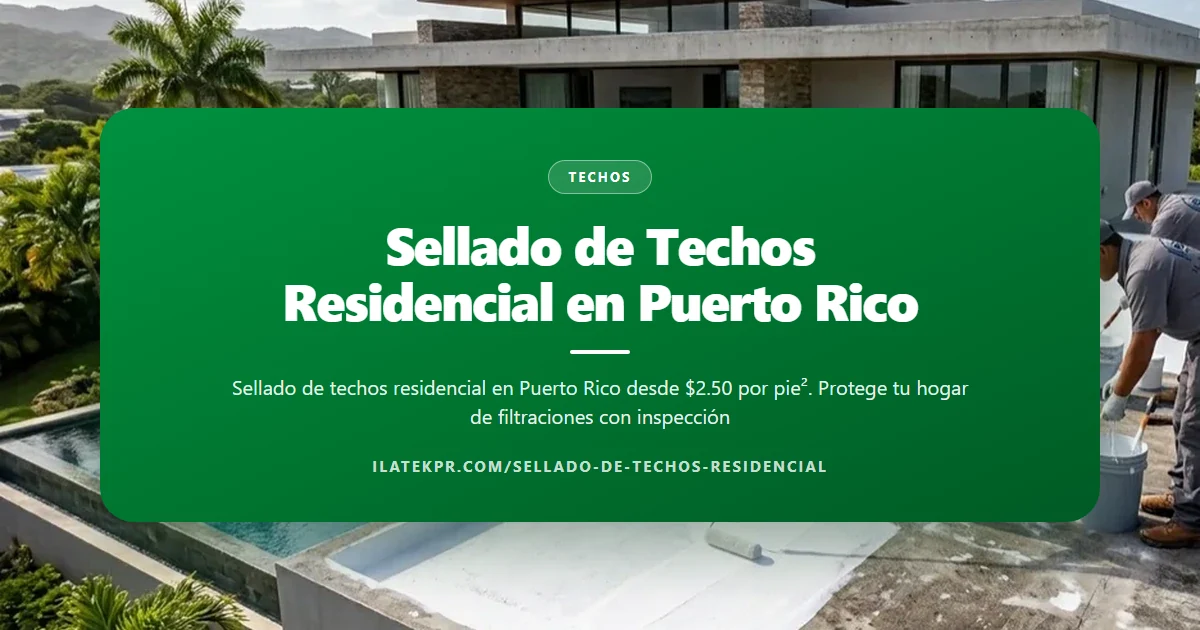 TECHOS
Sellado de Techos
Residencial en Puerto Rico
Sellado de techos residencial en Puerto Rico desde $2.50 por pie². Protege tu hogar
de filtraciones con inspección
ILATEKPR.COM/SELLADO-DE-TECHOS-RESIDENCIAL